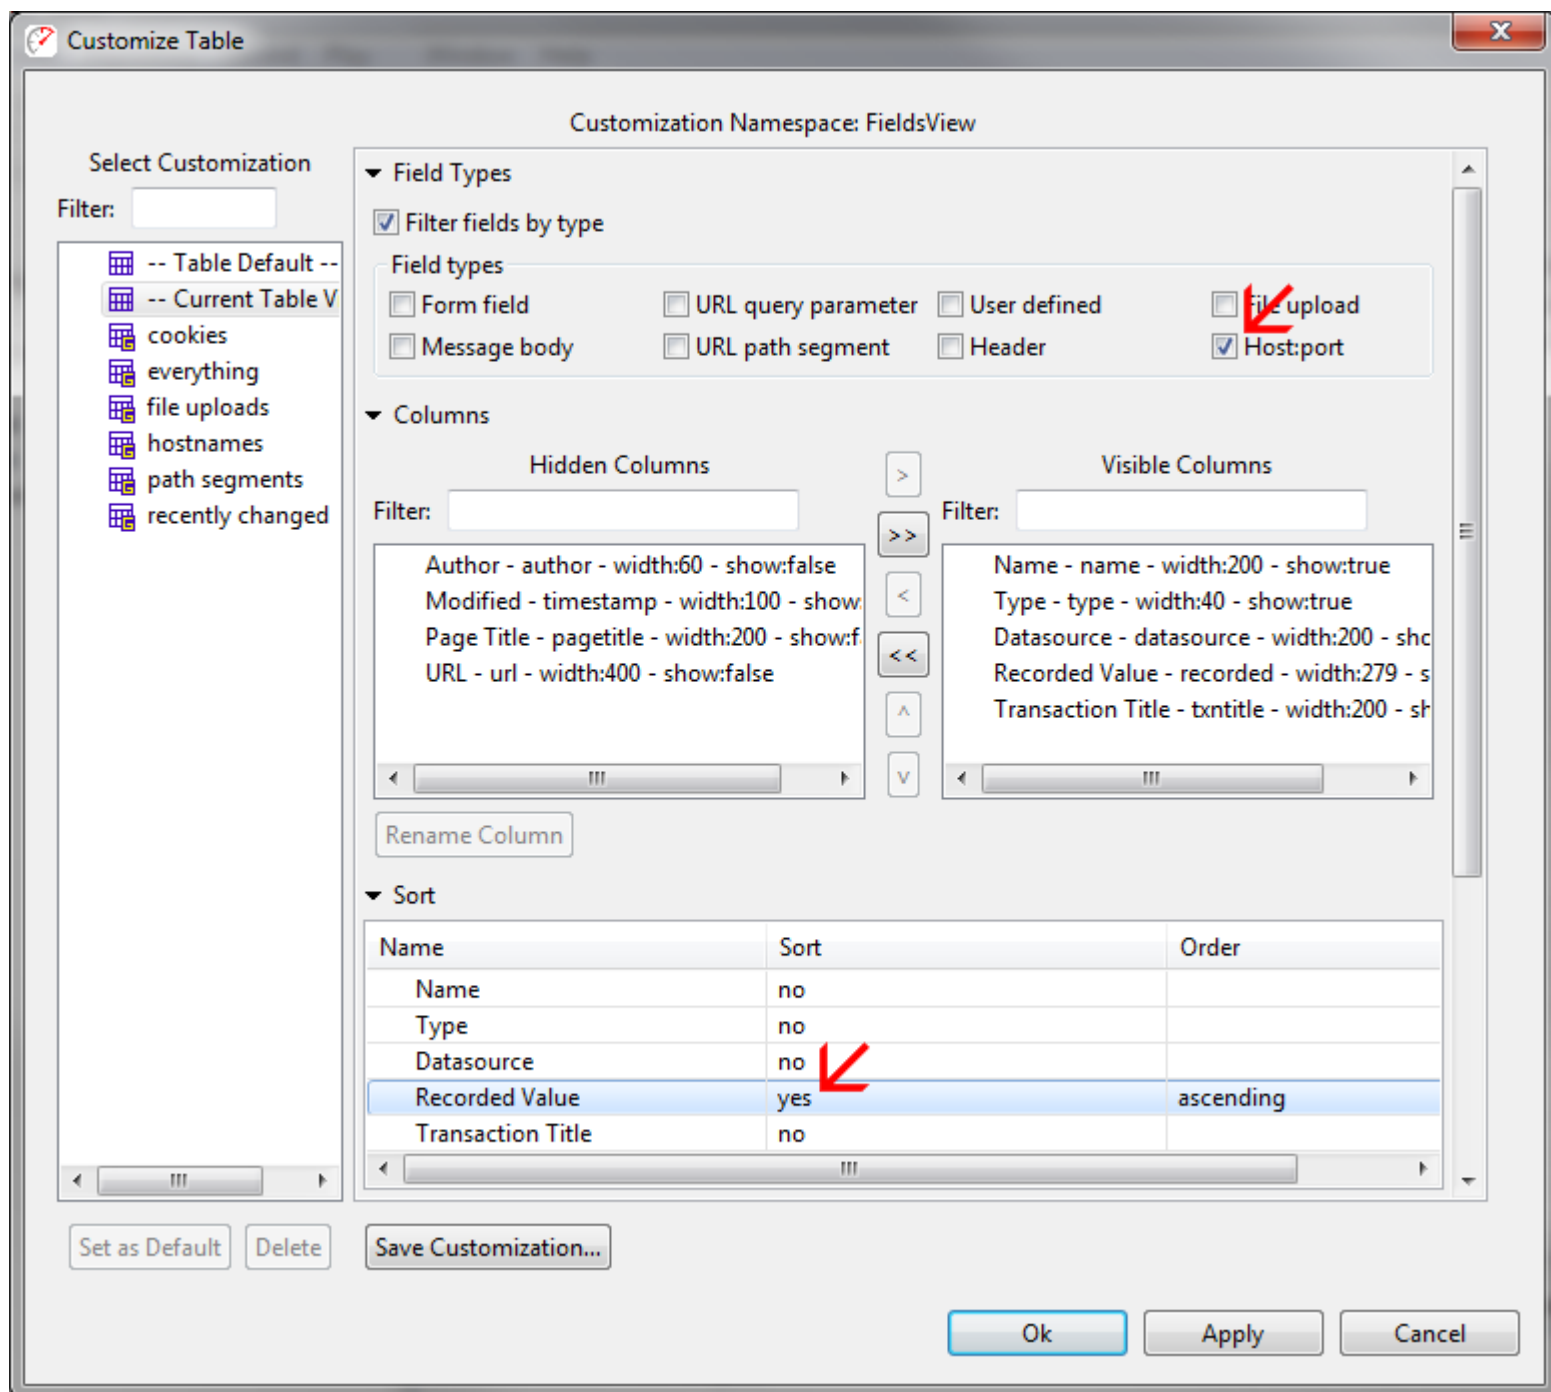 Customize Table
Customization Namespace: FieldsView
Select Customization
Filter:
-- Table Default --
-- Current Table V
cookies
everything
file uploads
hostnames
path segments
recently changed
Field Types
Filter fields by type
Field types
Form field URL query parameter User defined File upload
Message body URL path segment Header Host:port
Columns
Hidden Columns > Visible Columns
Filter: >> Filter:
Author - author - width:60 - show:false
Modified - timestamp - width:100 - show:
Page Title - pagetitle - width:200 - show:f
URL - url - width:400 - show:false
<
<<
^
v
Name - name - width:200 - show:true
Type - type - width:40 - show:true
Datasource - datasource - width:200 - shc
Recorded Value - recorded - width:279 - s
Transaction Title - txntitle - width:200 - sh
Rename Column
Sort
Name Sort Order
Name no
Type no
Datasource no
Recorded Value yes ascending
Transaction Title no
Set as Default Delete Save Customization...
Ok Apply Cancel